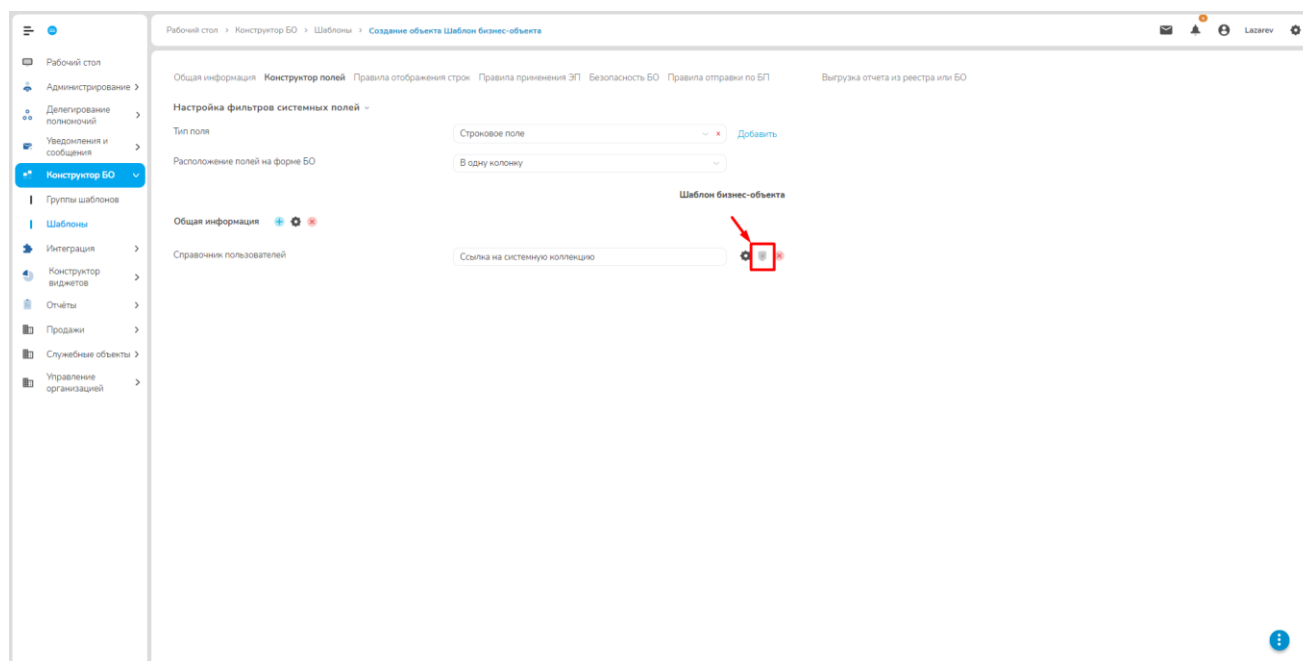 Рабочий стол > Конструктор БО > Шаблоны > Создание объекта Шаблон бизнес-объекта
Lazarev
Рабочий стол
Администрирование
Делегирование
полномочий
Уведомления и
сообщения
Конструктор БО
Группы шаблонов
Шаблоны
Интеграция
Конструктор
виджетов
Отчёты
Продажи
Служебные объекты
Управление
организацией
Общая информация Конструктор полей Правила отображения строк Правила применения ЭП Безопасность БО Правила отправки по БП Выгрузка отчета из реестра или БО
Настройка фильтров системных полей
Тип поля Строковое поле Добавить
Расположение полей на форме БО В одну колонку
Шаблон бизнес-объекта
Общая информация
Справочник пользователей Ссылка на системную коллекцию